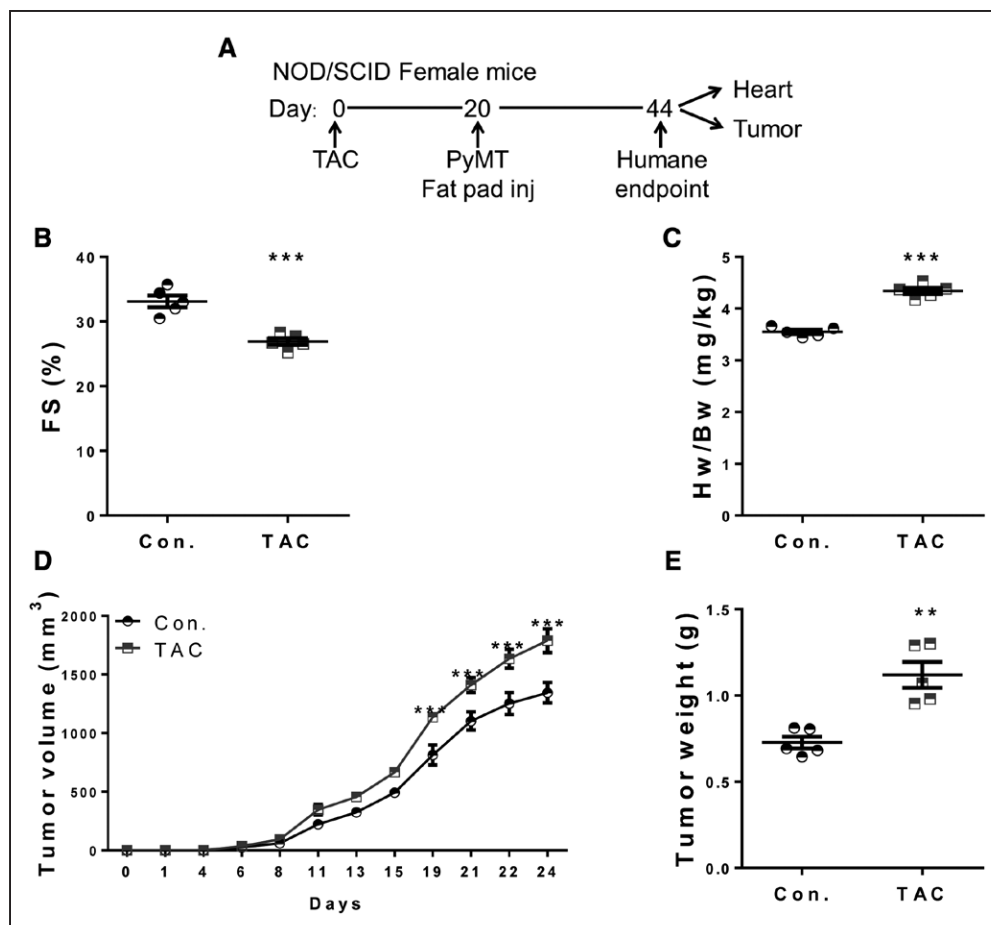 A
NOD/SCID Female mice
Day: 0 20 44
Heart
Tumor
TAC PyMT Humane
Fat pad inj endpoint
B
***
40
30
20
10
0
FS (%)
Con. TAC
C
***
5
4
3
2
1
0
Hw/Bw (mg/kg)
Con. TAC
D
Con.
TAC
2000
1500
1000
500
0
Tumor volume (mm³)
*** *** *** ***
0 1 4 6 8 11 13 15 19 21 22 24
Days
E
**
1.5
1.0
0.5
0.0
Tumor weight (g)
Con. TAC